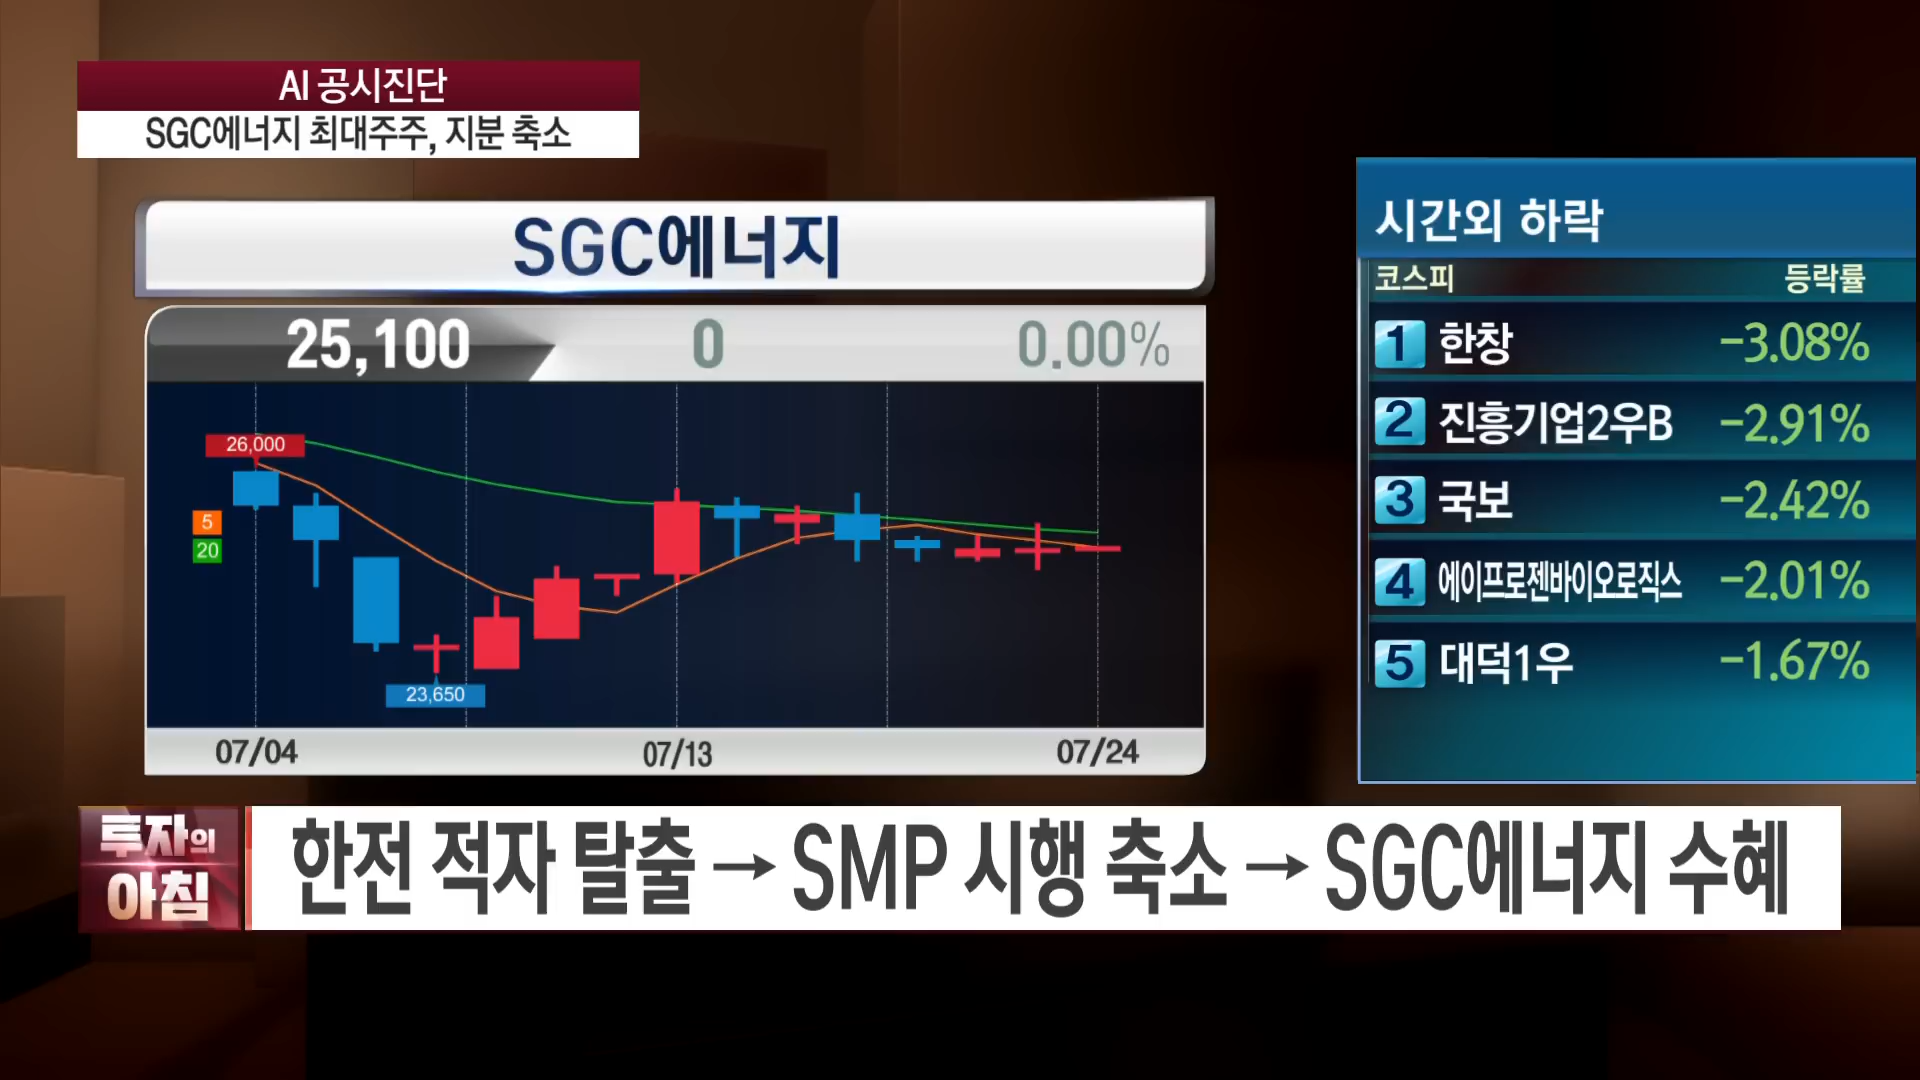 AI 공시진단
SGC에너지 최대주주, 지분 축소
SGC에너지
25,100 0 0.00%
26,000
5
20
23,650
07/04 07/13 07/24
시간외 하락
코스피 등락률
1 한창 -3.08%
2 진흥기업2우B -2.91%
3 국보 -2.42%
4 에이프로젠바이오로직스 -2.01%
5 대덕1우 -1.67%
투자의
아침
한전 적자 탈출→SMP 시행 축소→SGC에너지 수혜